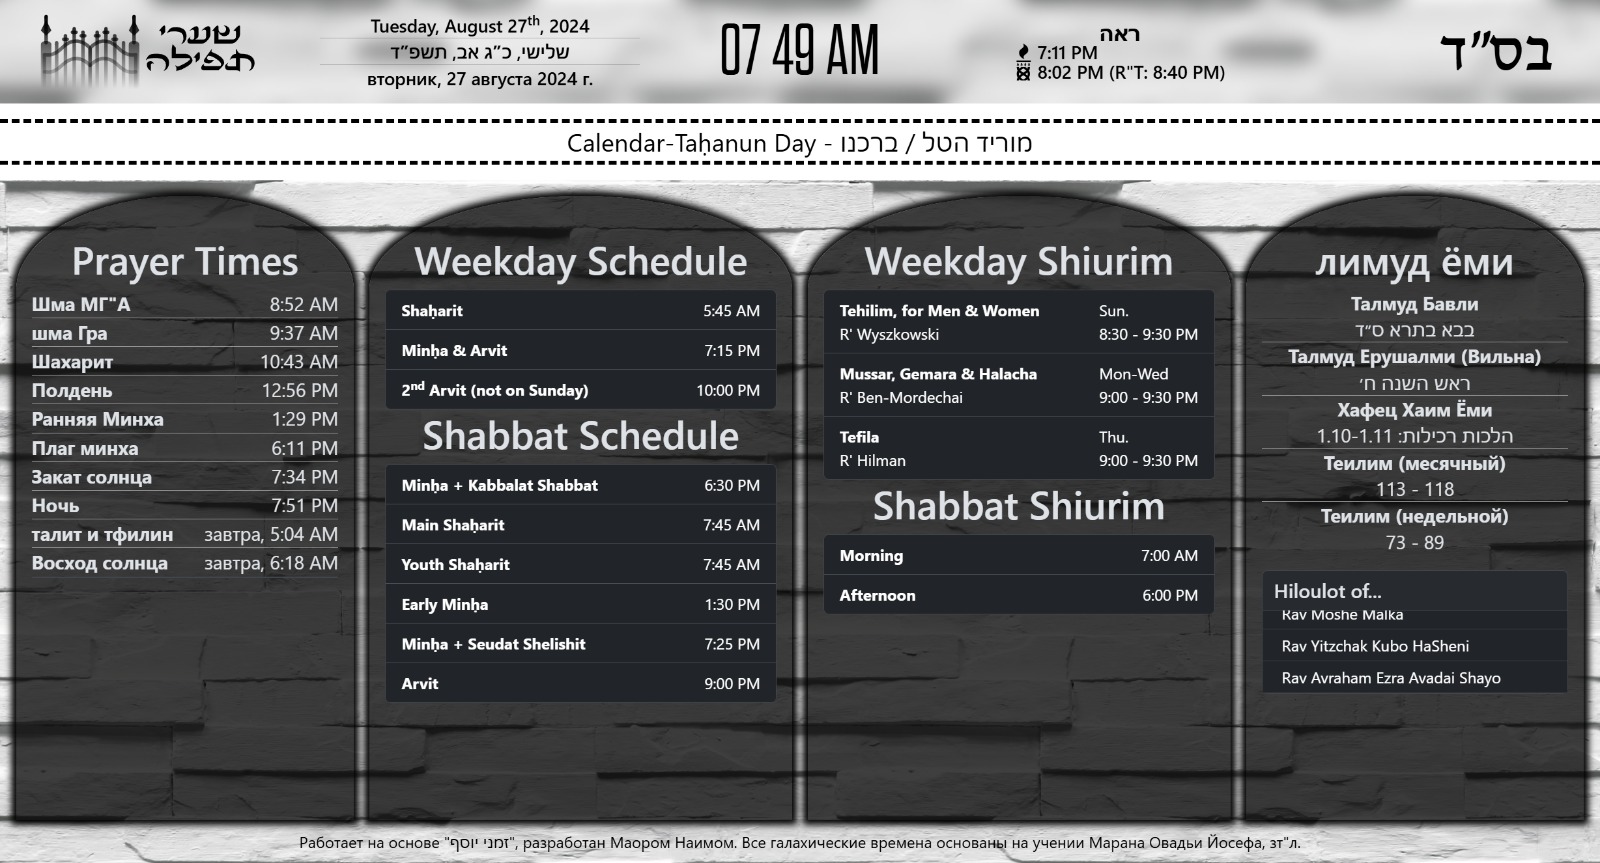 שערי
תפילה
Tuesday, August 27th, 2024
שלישי, כ״ג אב, תשפ״ד
вторник, 27 августа 2024 г.
07 49 AM
ראה
7:11 PM
8:02 PM (R"T: 8:40 PM)
בס״ד
Calendar-Taḥanun Day - מוריד הטל / ברכנו
Prayer Times
Шма МГ"А 8:52 AM
шма Гра 9:37 AM
Шахарит 10:43 AM
Полдень 12:56 PM
Ранняя Минха 1:29 PM
Плаг минха 6:11 PM
Закат солнца 7:34 PM
Ночь 7:51 PM
талит и тфилин завтра, 5:04 AM
Восход солнца завтра, 6:18 AM
Weekday Schedule
Shaḥarit 5:45 AM
Minḥa & Arvit 7:15 PM
2nd Arvit (not on Sunday) 10:00 PM
Shabbat Schedule
Minḥa + Kabbalat Shabbat 6:30 PM
Main Shaḥarit 7:45 AM
Youth Shaḥarit 7:45 AM
Early Minḥa 1:30 PM
Minḥa + Seudat Shelishit 7:25 PM
Arvit 9:00 PM
Weekday Shiurim
Tehilim, for Men & Women Sun.
R' Wyszkowski 8:30 - 9:30 PM
Mussar, Gemara & Halacha Mon-Wed
R' Ben-Mordechai 9:00 - 9:30 PM
Tefila Thu.
R' Hilman 9:00 - 9:30 PM
Shabbat Shiurim
Morning 7:00 AM
Afternoon 6:00 PM
лимуд ёми
Талмуд Бавли
בבא בתרא ס״ד
Талмуд Ерушалми (Вильна)
ראש השנה ח׳
Хафец Хаим Ёми
הלכות רכילות: 1.10-1.11
Теилим (месячный)
113 - 118
Теилим (недельной)
73 - 89
Hiloulot of...
Rav Moshe Malka
Rav Yitzchak Kubo HaSheni
Rav Avraham Ezra Avadai Shayo
Работает на основе "זמני יוסף", разработан Маором Наимом. Все галахические времена основаны на учении Марана Овадьи Йосефа, зт"л.